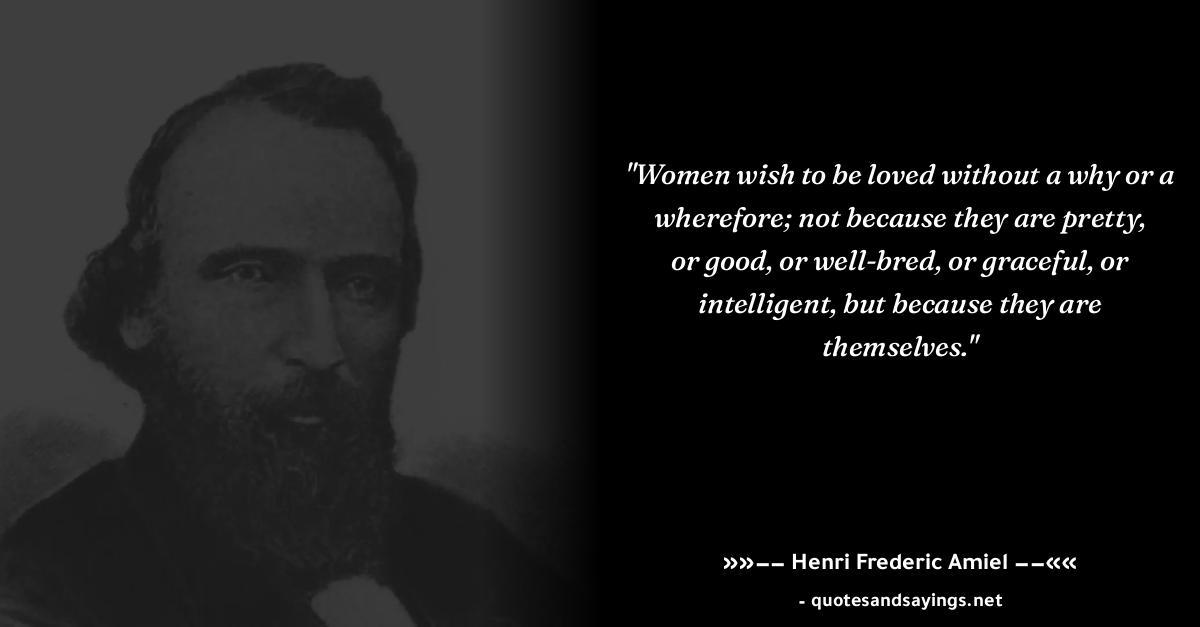 "Women wish to be loved without a why or a
wherefore; not because they are pretty,
or good, or well-bred, or graceful, or
intelligent, but because they are
themselves."
»»−− Henri Frederic Amiel −−««
- quotesandsayings.net